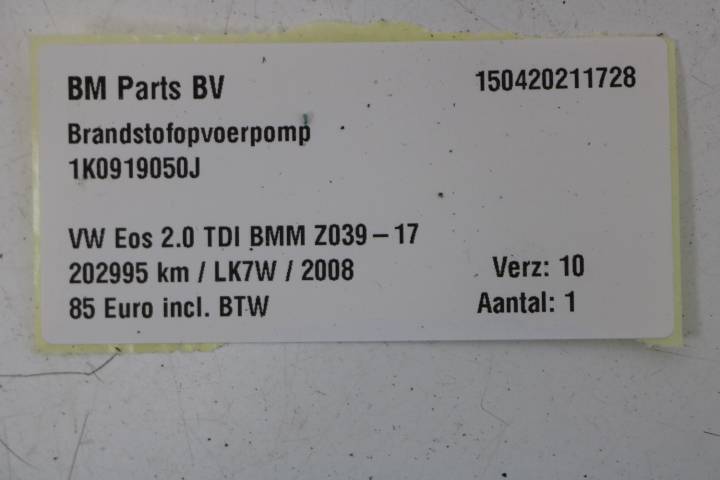 BM Parts BV 150420211728
Brandstofopvoerpomp
1K0919050J
VW Eos 2.0 TDI BMM Z039-17
202995 km / LK7W / 2008 Verz: 10
85 Euro incl. BTW Aantal: 1